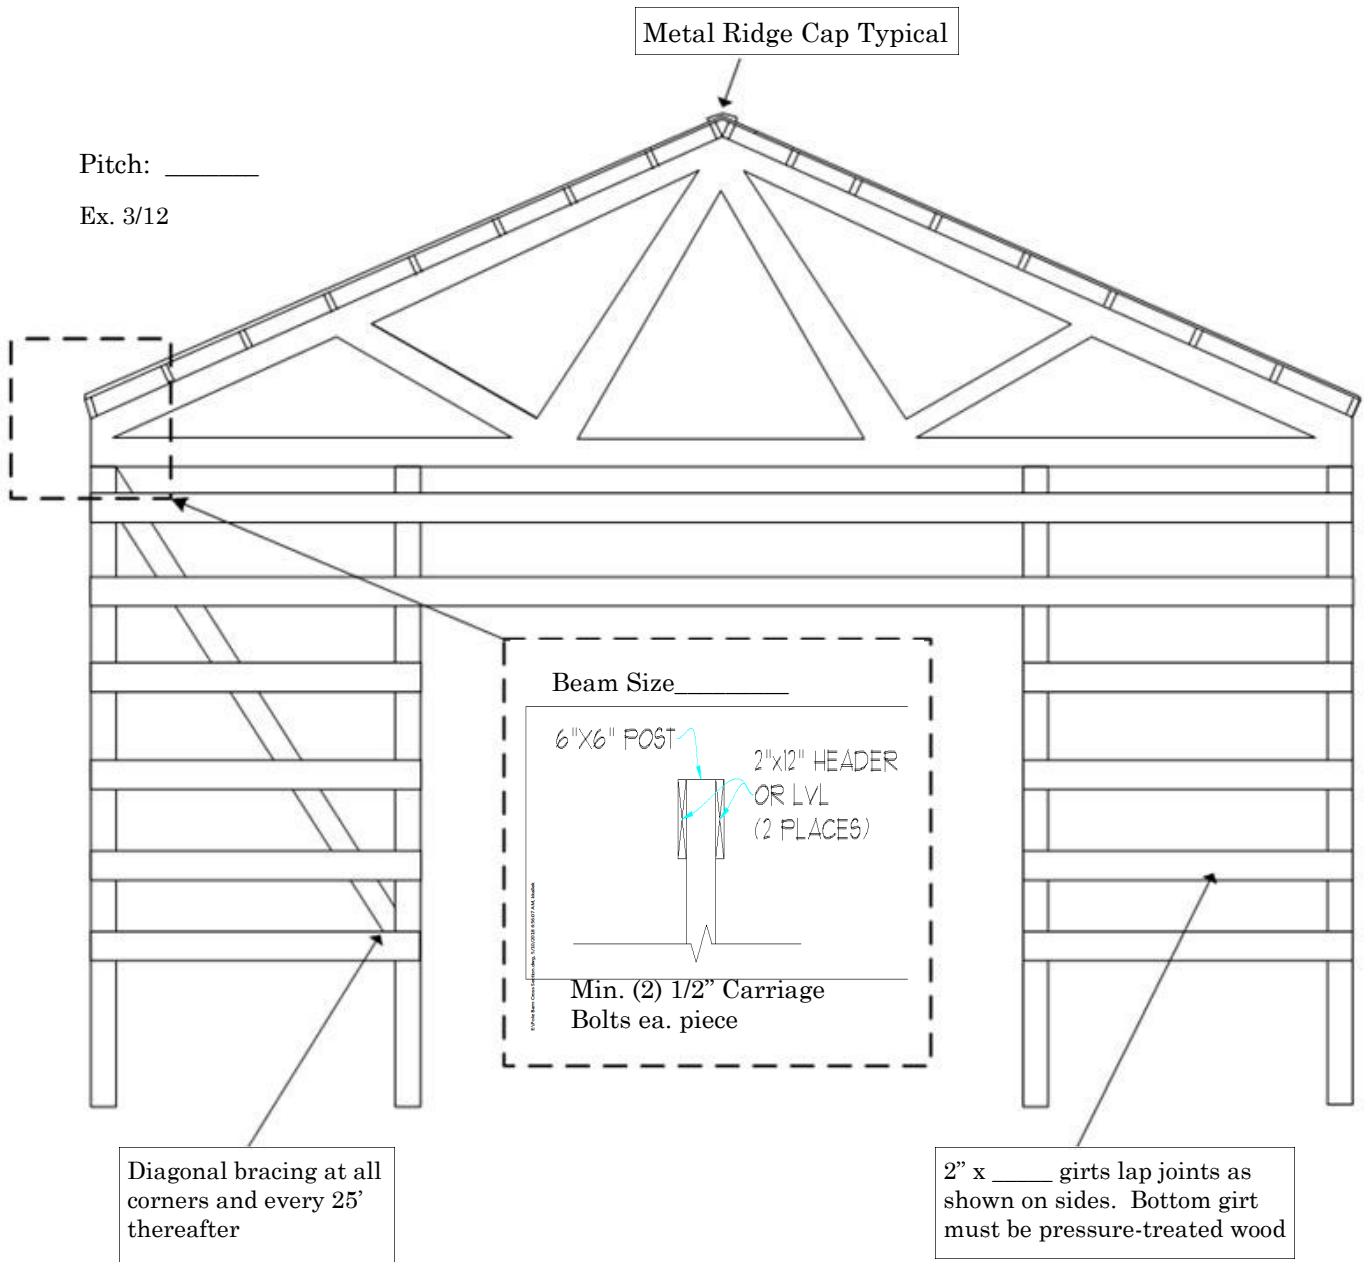 Metal Ridge Cap Typical
Pitch: _______
Ex. 3/12
Beam Size_________
6"X6" POST
2"x12" HEADER
OR LVL
(2 PLACES)
Min. (2) 1/2” Carriage
Bolts ea. piece
Diagonal bracing at all
corners and every 25’
thereafter
2” x _____ girts lap joints as
shown on sides.  Bottom girt
must be pressure-treated wood